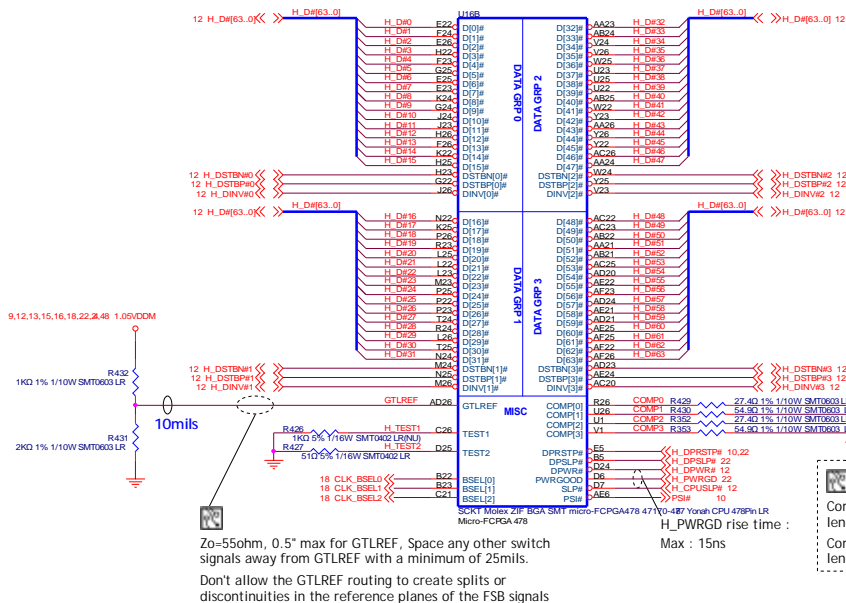 U16B
12 H_D#[63..0] H_D#[63..0] H_D#[63..0] H_D#[63..0] 12
H_D#0 E22 D[0]# D[32]# AA23 H_D#32
H_D#1 F24 D[1]# D[33]# AB24 H_D#33
H_D#2 E26 D[2]# D[34]# V24 H_D#34
H_D#3 H22 D[3]# D[35]# V26 H_D#35
H_D#4 F23 D[4]# D[36]# W25 H_D#36
H_D#5 G25 D[5]# D[37]# U23 H_D#37
H_D#6 E25 D[6]# D[38]# U25 H_D#38
H_D#7 E23 D[7]# D[39]# U22 H_D#39
H_D#8 K24 D[8]# D[40]# AB25 H_D#40
H_D#9 G24 D[9]# D[41]# W22 H_D#41
H_D#10 J24 D[10]# D[42]# Y23 H_D#42
H_D#11 J23 D[11]# D[43]# AA26 H_D#43
H_D#12 H26 D[12]# D[44]# Y26 H_D#44
H_D#13 F26 D[13]# D[45]# Y22 H_D#45
H_D#14 K22 D[14]# D[46]# AC26 H_D#46
H_D#15 H25 D[15]# D[47]# AA24 H_D#47
DATA GRP 0
DATA GRP 2
12 H_DSTBN#0 H23 DSTBN[0]# DSTBN[2]# W24 H_DSTBN#2 12
12 H_DSTBP#0 G22 DSTBP[0]# DSTBP[2]# Y25 H_DSTBP#2 12
12 H_DINV#0 J26 DINV[0]# DINV[2]# V23 H_DINV#2 12
12 H_D#[63..0] H_D#[63..0] H_D#[63..0] H_D#[63..0] 12
H_D#16 N22 D[16]# D[48]# AC22 H_D#48
H_D#17 K25 D[17]# D[49]# AC23 H_D#49
H_D#18 P26 D[18]# D[50]# AB22 H_D#50
H_D#19 R23 D[19]# D[51]# AA21 H_D#51
H_D#20 L25 D[20]# D[52]# AB21 H_D#52
H_D#21 L22 D[21]# D[53]# AC25 H_D#53
H_D#22 L23 D[22]# D[54]# AD20 H_D#54
H_D#23 M23 D[23]# D[55]# AE22 H_D#55
H_D#24 P25 D[24]# D[56]# AF23 H_D#56
H_D#25 P22 D[25]# D[57]# AD24 H_D#57
H_D#26 P23 D[26]# D[58]# AE21 H_D#58
H_D#27 T24 D[27]# D[59]# AD21 H_D#59
H_D#28 R24 D[28]# D[60]# AE25 H_D#60
H_D#29 L26 D[29]# D[61]# AF25 H_D#61
H_D#30 T25 D[30]# D[62]# AF22 H_D#62
H_D#31 N24 D[31]# D[63]# AF26 H_D#63
DATA GRP 1
DATA GRP 3
12 H_DSTBN#1 M24 DSTBN[1]# DSTBN[3]# AD23 H_DSTBN#3 12
12 H_DSTBP#1 N25 DSTBP[1]# DSTBP[3]# AE24 H_DSTBP#3 12
12 H_DINV#1 M26 DINV[1]# DINV[3]# AC20 H_DINV#3 12
1.05VDDM
R432
1KΩ 1% 1/10W SMT0603 LR
R431
2KΩ 1% 1/10W SMT0603 LR
10mils
GTLREF AD26 GTLREF
MISC
COMP[0] R26 COMP0 R429 27.4Ω 1% 1/10W SMT0603
COMP[1] U26 COMP1 R430 54.9Ω 1% 1/10W SMT0603
COMP[2] U1 COMP2 R352 27.4Ω 1% 1/10W SMT0603
COMP[3] V1 COMP3 R353 54.9Ω 1% 1/10W SMT0603
R426 H_TEST1 C26 TEST1
1KΩ 5% 1/16W SMT0402 LR(NU)
R427 H_TEST2 D25 TEST2
51Ω 5% 1/16W SMT0402 LR
DPRSTP# E5 H_DPRSTP# 10,22
DPSLP# B5 H_DPSLP# 22
DPWR# D24 H_DPWR# 12
PWRGOOD D6 H_PWRGD 22
SLP# D7 H_CPUSLP# 12
PSI# AE6 PSI# 10
18 CLK_BSEL0 B22 BSEL[0]
18 CLK_BSEL1 B23 BSEL[1]
18 CLK_BSEL2 C21 BSEL[2]
SCKT Molex ZIF BGA SMT micro-FCPGA478 Yonah CPU 478Pin LR
Micro-FCPGA 478
H_PWRGD rise time :
Max : 15ns
Zo=55ohm, 0.5" max for GTLREF, Space any other switch
signals away from GTLREF with a minimum of 25mils.
Don't allow the GTLREF routing to create splits or
discontinuities in the reference planes of the FSB signals